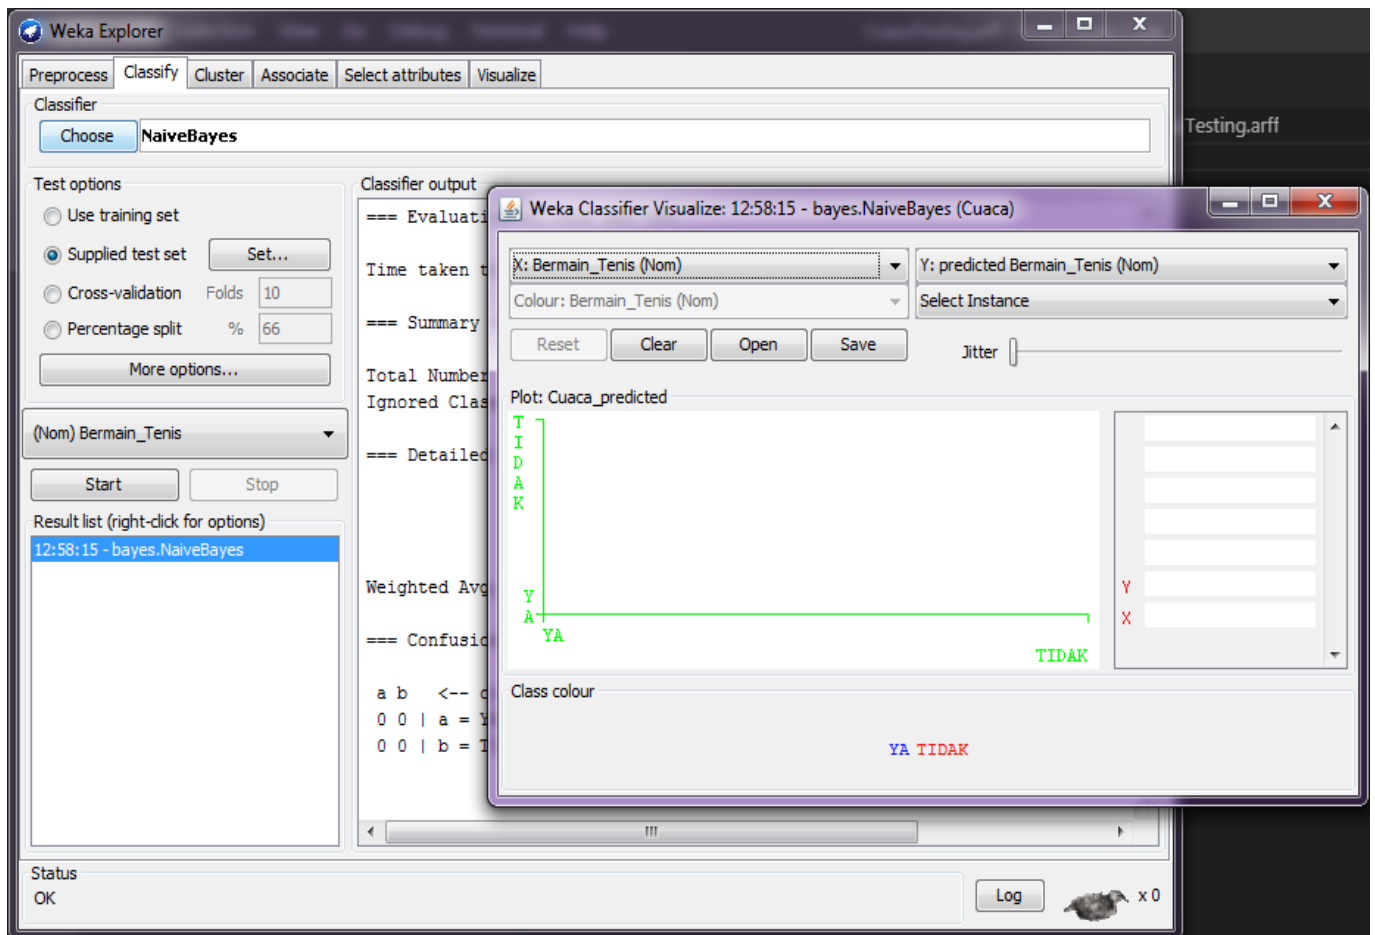 Weka Explorer
Testing.arff
Preprocess Classify Cluster Associate Select attributes Visualize
Classifier
Choose NaiveBayes
Test options
Use training set
Supplied test set Set...
Cross-validation Folds 10
Percentage split % 66
More options...
(Nom) Bermain_Tenis
Start Stop
Result list (right-click for options)
12:58:15 - bayes.NaiveBayes
Classifier output
=== Evaluati
Time taken t
=== Summary
Total Number
Ignored Clas
=== Detailed
Weighted Avg
=== Confusio
a b <-- c
0 0 | a = Y
0 0 | b = T
Weka Classifier Visualize: 12:58:15 - bayes.NaiveBayes (Cuaca)
X: Bermain_Tenis (Nom) Y: predicted Bermain_Tenis (Nom)
Colour: Bermain_Tenis (Nom) Select Instance
Reset Clear Open Save Jitter
Plot: Cuaca_predicted
TIDAK
YA
YA
TIDAK
Y
X
Class colour
YA TIDAK
Status
OK
Log x 0